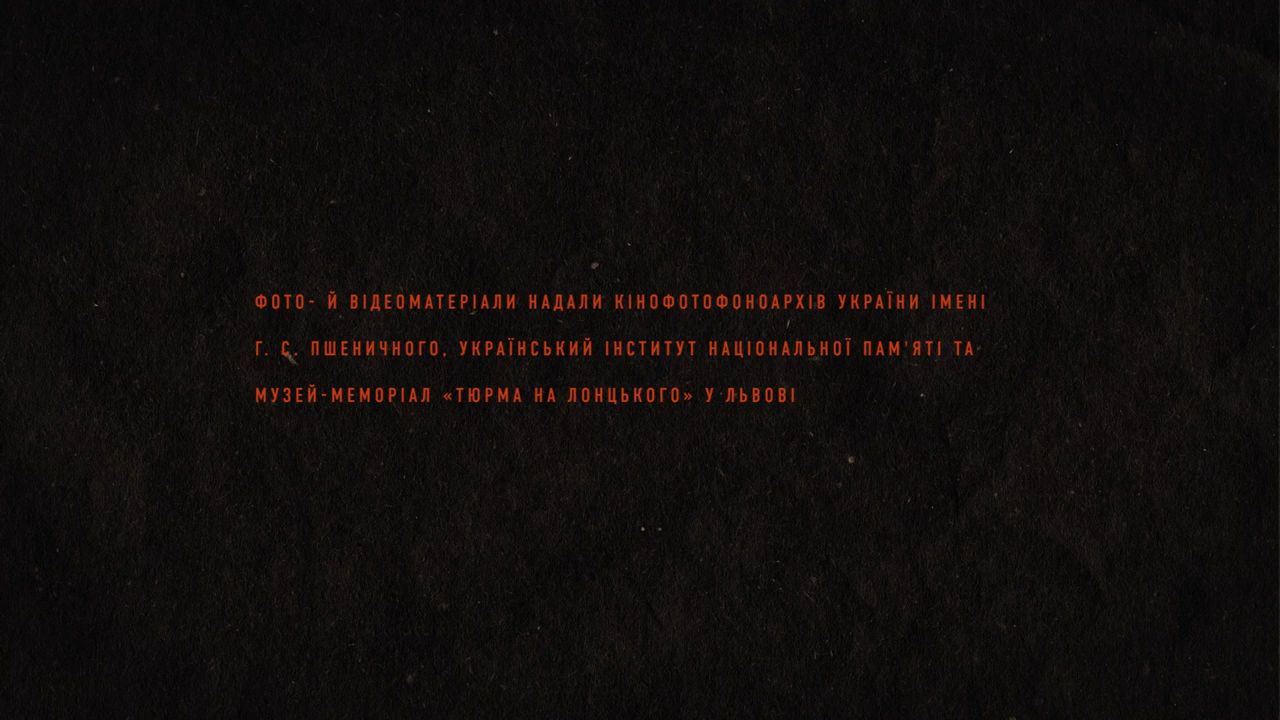 ФОТО- Й ВІДЕОМАТЕРІАЛИ НАДАЛИ КІНОФОТОФОНОАРХІВ УКРАЇНИ ІМЕНІ
Г. С. ПШЕНИЧНОГО, УКРАЇНСЬКИЙ ІНСТИТУТ НАЦІОНАЛЬНОЇ ПАМ'ЯТІ ТА
МУЗЕЙ-МЕМОРІАЛ «ТЮРМА НА ЛОНЦЬКОГО» У ЛЬВОВІ